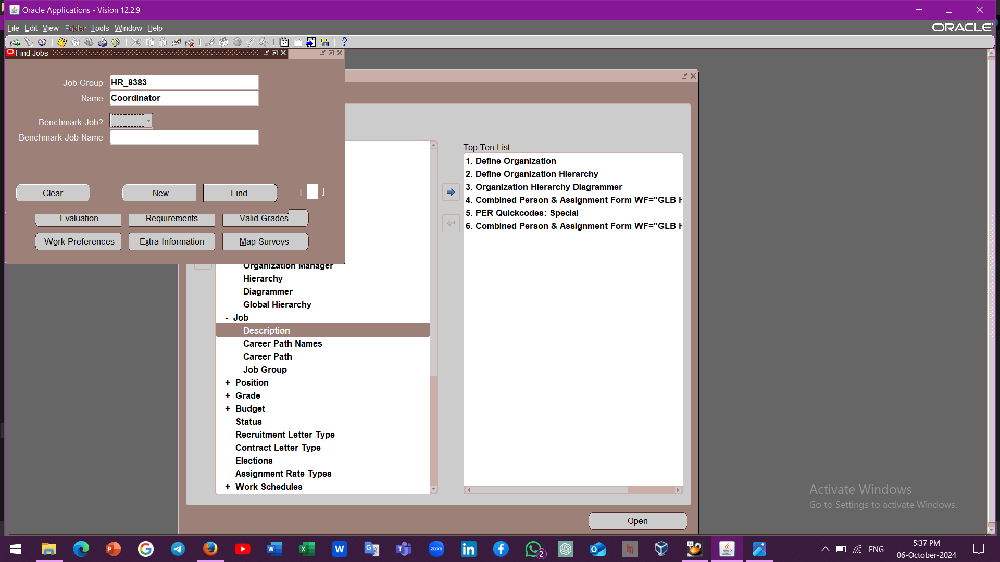 Oracle Applications - Vision 12.2.9
File Edit View Folder Tools Window Help
ORACLE
Find Jobs
Job Group HR_8383
Name Coordinator
Benchmark Job?
Benchmark Job Name
Clear New Find
[ ]
Evaluation Requirements Valid Grades
Work Preferences Extra Information Map Surveys
Organization Manager
Hierarchy
Diagrammer
Global Hierarchy
- Job
Description
Career Path Names
Career Path
Job Group
+ Position
+ Grade
+ Budget
Status
Recruitment Letter Type
Contract Letter Type
Elections
Assignment Rate Types
+ Work Schedules
Top Ten List
1. Define Organization
2. Define Organization Hierarchy
3. Organization Hierarchy Diagrammer
4. Combined Person & Assignment Form WF="GLB H
5. PER Quickcodes: Special
6. Combined Person & Assignment Form WF="GLB H
Open
Activate Windows
Go to Settings to activate Windows.
zoom
2
64
ENG
5:37 PM
06-October-2024